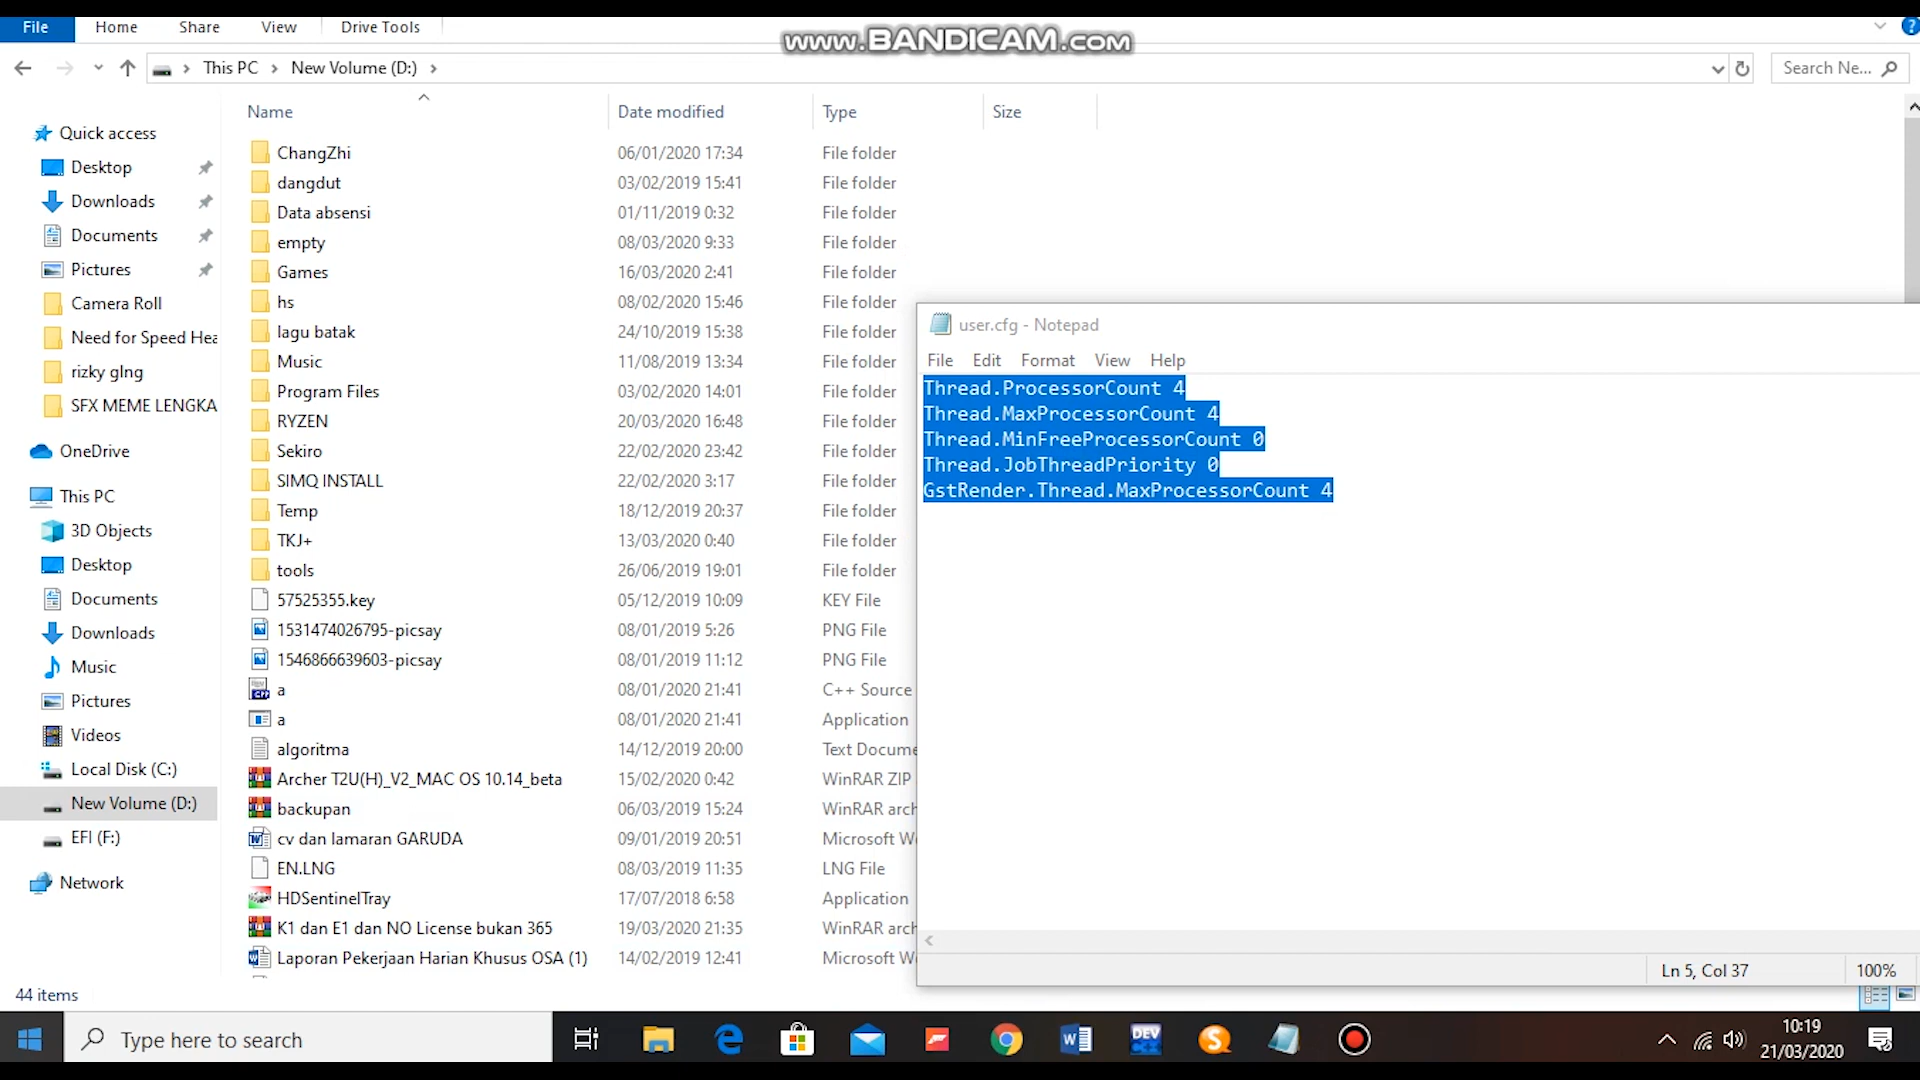 File Home Share View Drive Tools
www.BANDICAM.com
This PC > New Volume (D:) >
Search Ne...
Name Date modified Type Size
Quick access
Desktop
Downloads
Documents
Pictures
Camera Roll
Need for Speed Hea
rizky glng
SFX MEME LENGKA
OneDrive
This PC
3D Objects
Desktop
Documents
Downloads
Music
Pictures
Videos
Local Disk (C:)
New Volume (D:)
EFI (F:)
Network
ChangZhi 06/01/2020 17:34 File folder
dangdut 03/02/2019 15:41 File folder
Data absensi 01/11/2019 0:32 File folder
empty 08/03/2020 9:33 File folder
Games 16/03/2020 2:41 File folder
hs 08/02/2020 15:46 File folder
lagu batak 24/10/2019 15:38 File folder
Music 11/08/2019 13:34 File folder
Program Files 03/02/2019 14:01 File folder
RYZEN 20/03/2020 16:48 File folder
Sekiro 22/02/2020 23:42 File folder
SIMQ INSTALL 22/02/2020 3:17 File folder
Temp 18/12/2019 20:37 File folder
TKJ+ 13/03/2020 0:40 File folder
tools 26/06/2019 19:01 File folder
57525355.key 05/12/2019 10:09 KEY File
1531474026795-picsay 08/01/2019 5:26 PNG File
1546866639603-picsay 08/01/2019 11:12 PNG File
a 08/01/2020 21:41 C++ Source
a 08/01/2020 21:41 Application
algoritma 14/12/2019 20:00 Text Docume
Archer T2U(H)_V2_MAC OS 10.14_beta 15/02/2020 0:42 WinRAR ZIP
backupan 06/03/2019 15:24 WinRAR arch
cv dan lamaran GARUDA 09/01/2019 20:51 Microsoft W
EN.LNG 08/03/2019 11:35 LNG File
HDSentinelTray 17/07/2018 6:58 Application
K1 dan E1 dan NO License bukan 365 19/03/2020 21:35 WinRAR arch
Laporan Pekerjaan Harian Khusus OSA (1) 14/02/2019 12:41 Microsoft W
user.cfg - Notepad
File Edit Format View Help
Thread.ProcessorCount 4
Thread.MaxProcessorCount 4
Thread.MinFreeProcessorCount 0
Thread.JobThreadPriority 0
GstRender.Thread.MaxProcessorCount 4
Ln 5, Col 37 100%
44 items
Type here to search
DEV
10:19
21/03/2020